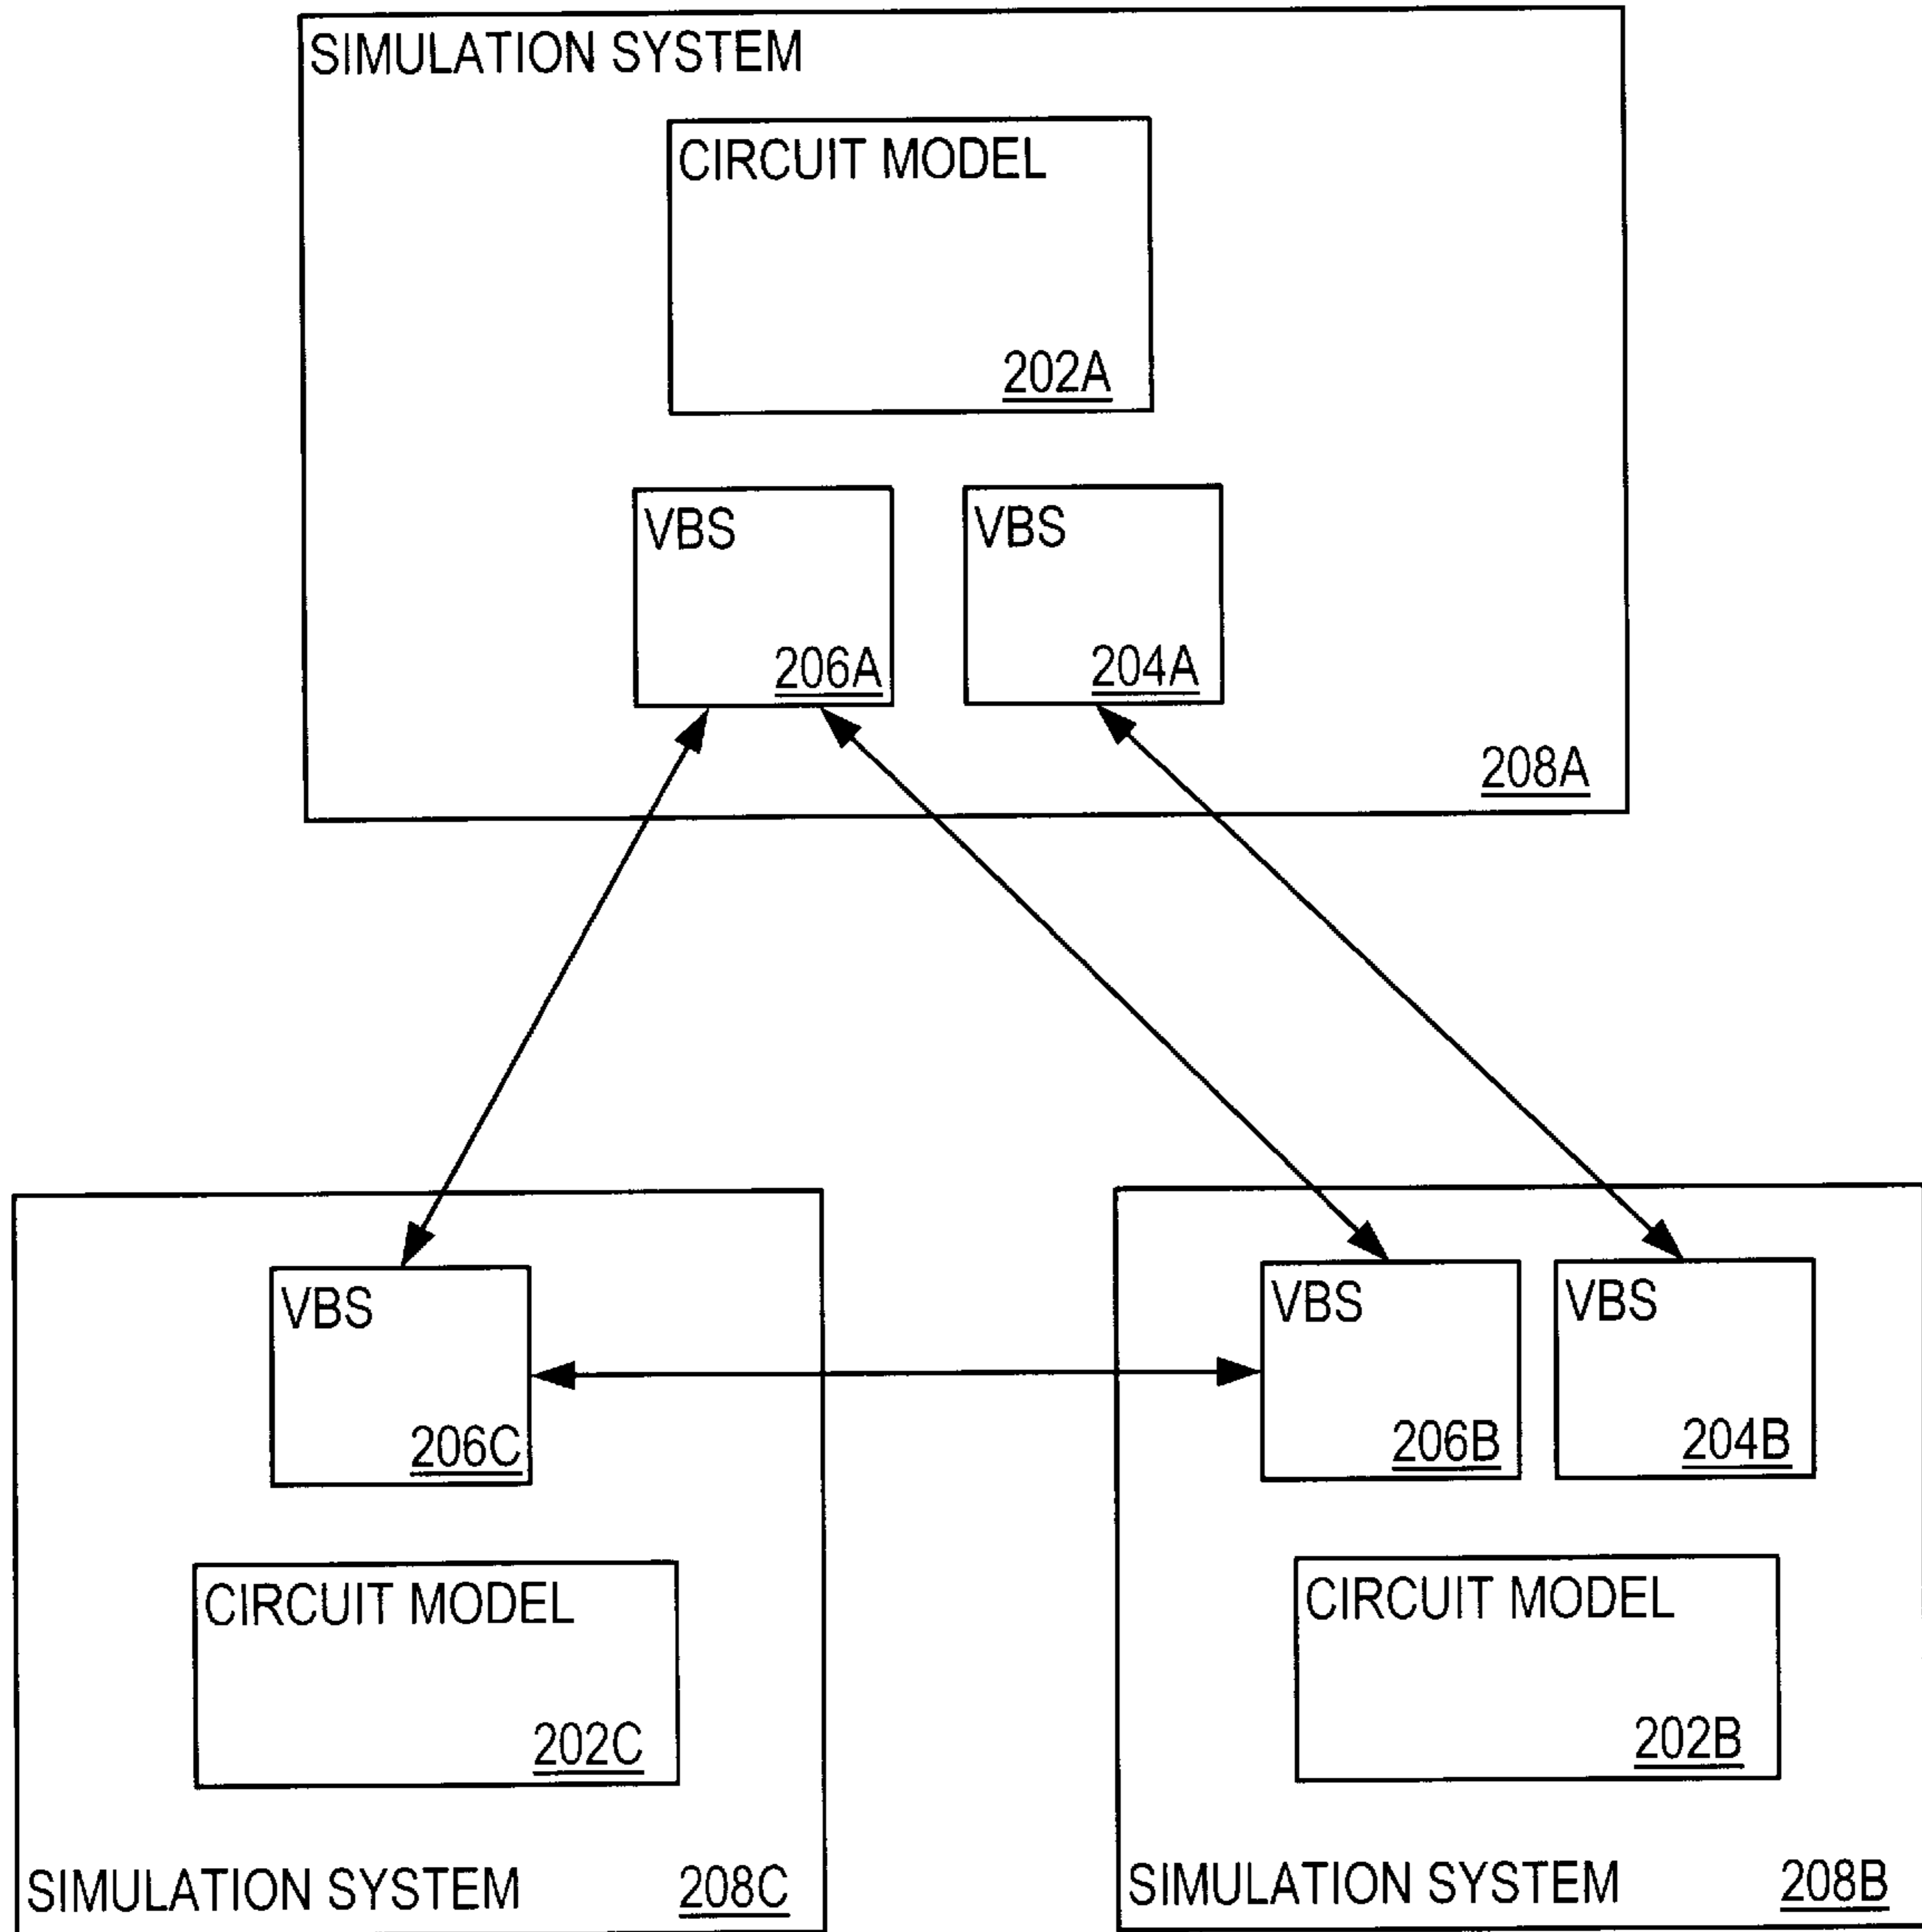 SIMULATION SYSTEM
CIRCUIT MODEL
202A
VBS
206A
VBS
204A
208A
VBS
206C
CIRCUIT MODEL
202C
SIMULATION SYSTEM 208C
VBS
206B
VBS
204B
CIRCUIT MODEL
202B
SIMULATION SYSTEM 208B